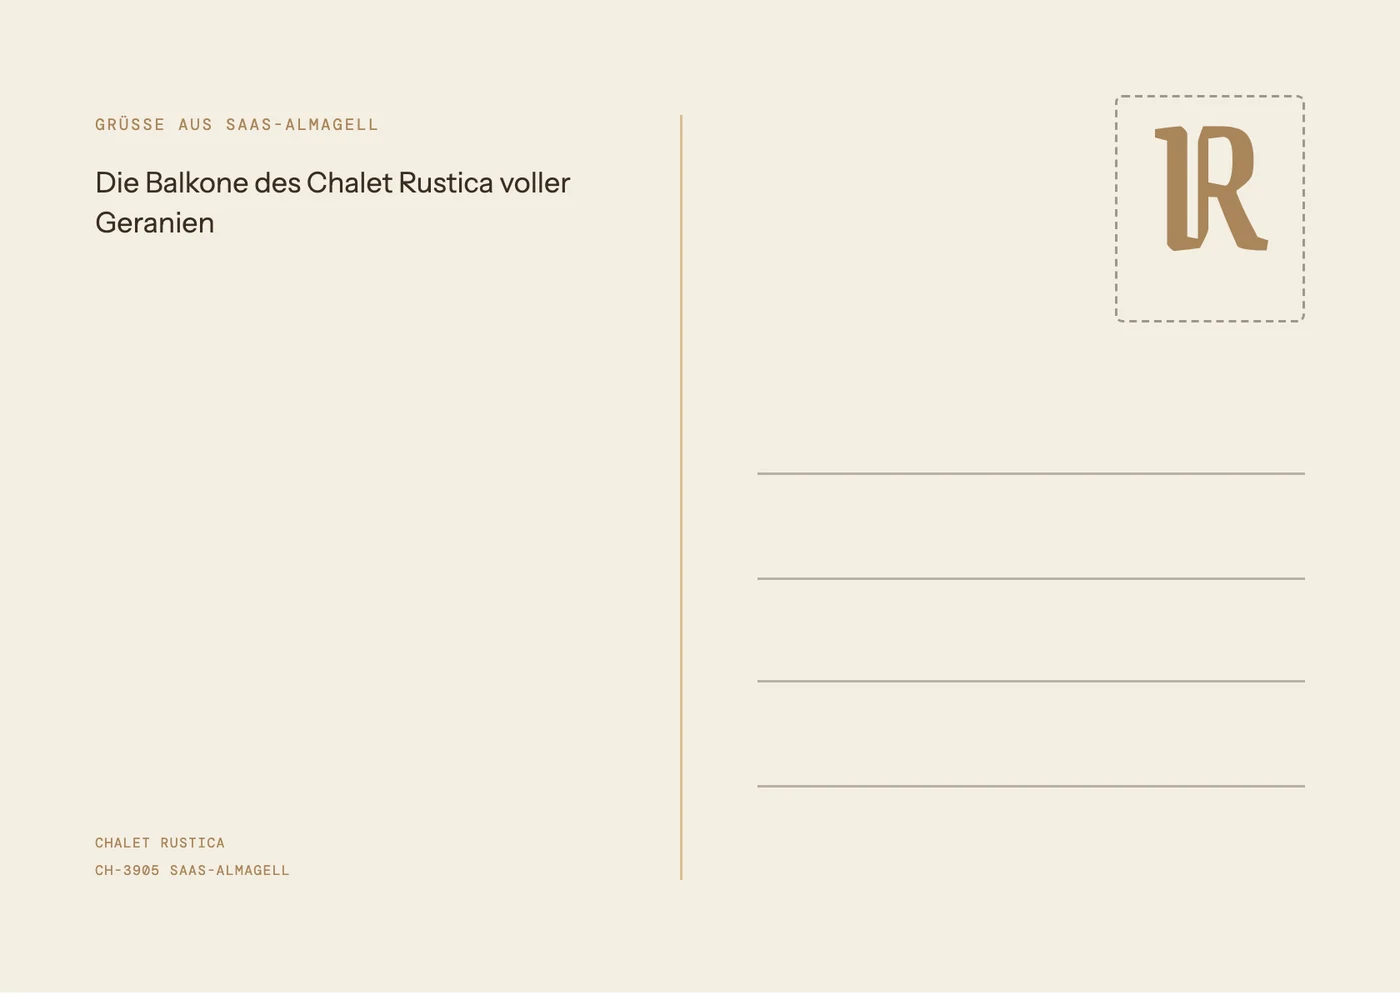 GRÜSSE AUS SAAS-ALMAGELL
Die Balkone des Chalet Rustica voller
Geranien
R
CHALET RUSTICA
CH-3905 SAAS-ALMAGELL